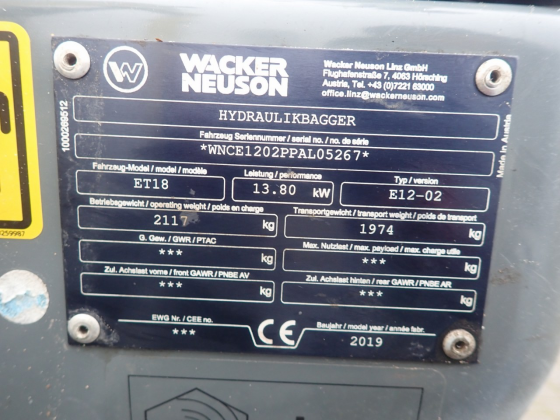 WACKER
NEUSON
Wacker Neuson Linz GmbH
Flughafenstraße 7, 4063 Hörsching
Austria, Tel. +43 (0)7221 63000
office.linz@wackerneuson.com
1000269512
HYDRAULIKBAGGER
Fahrzeug Seriennummer / serial no. / no. de série
*WNCE1202PPAL05267*
Made in Austria
Fahrzeug-Model / model / modèle
ET18
Leistung / performance
13.80 kW
Typ / version
E12-02
Betriebsgewicht / operating weight / poids en charge
2117 kg
Transportgewicht / transport weight / poids de transport
1974 kg
G. Gew. / GWR / PTAC
*** kg
Max. Nutzlast / max. payload / max. charge utile
*** kg
Zul. Achslast vorne / front GAWR / PNBE AV
*** kg
Zul. Achslast hinten / rear GAWR / PNBE AR
*** kg
EWG Nr. / CEE no.
***
CE
Baujahr / model year / année fabr.
2019